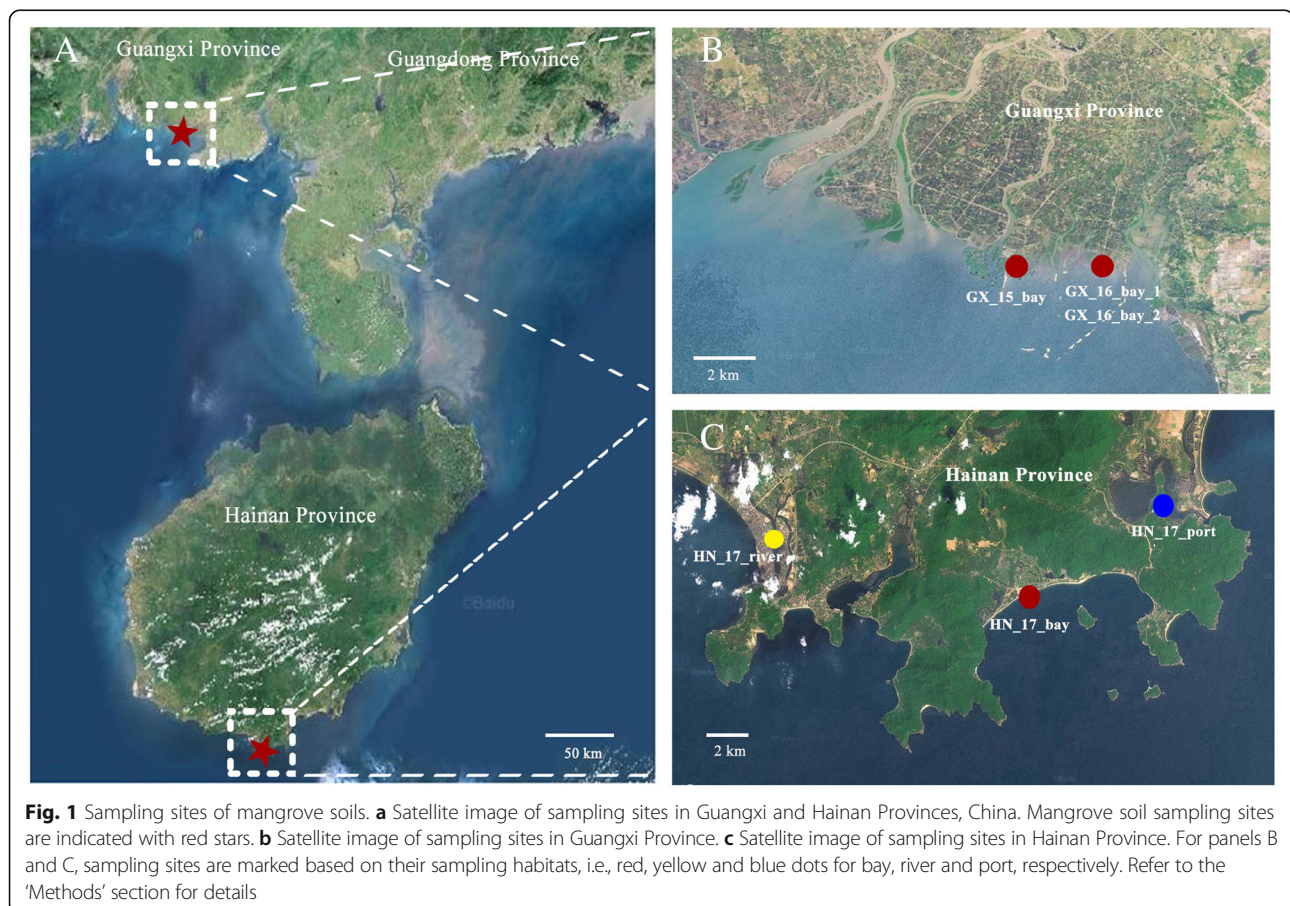 A
Guangxi Province
Guangdong Province
Hainan Province
©Baidu
50 km
B
Guangxi Province
GX_15_bay
GX_16_bay_1
GX_16_bay_2
2 km
C
Hainan Province
HN_17_river
HN_17_port
HN_17_bay
2 km
Fig. 1 Sampling sites of mangrove soils. a Satellite image of sampling sites in Guangxi and Hainan Provinces, China. Mangrove soil sampling sites
are indicated with red stars. b Satellite image of sampling sites in Guangxi Province. c Satellite image of sampling sites in Hainan Province. For panels B
and C, sampling sites are marked based on their sampling habitats, i.e., red, yellow and blue dots for bay, river and port, respectively. Refer to the
‘Methods’ section for details